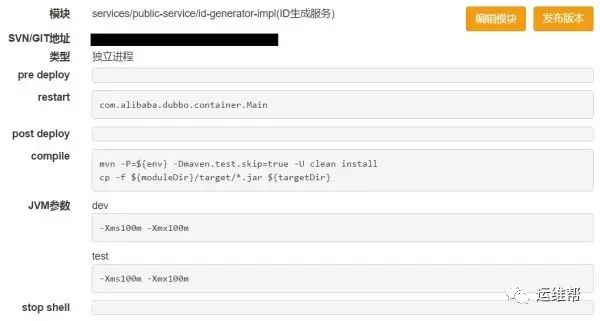 模块 services/public-service/id-generator-impl(ID生成服务) 编辑模块 发布版本
SVN/GIT地址
类型 独立进程
pre deploy
restart com.alibaba.dubbo.container.Main
post deploy
compile mvn -P=${env} -Dmaven.test.skip=true -U clean install
cp -f ${moduleDir}/target/*.jar ${targetDir}
JVM参数 dev
-Xms100m -Xmx100m
test
-Xms100m -Xmx100m
stop shell
运维帮